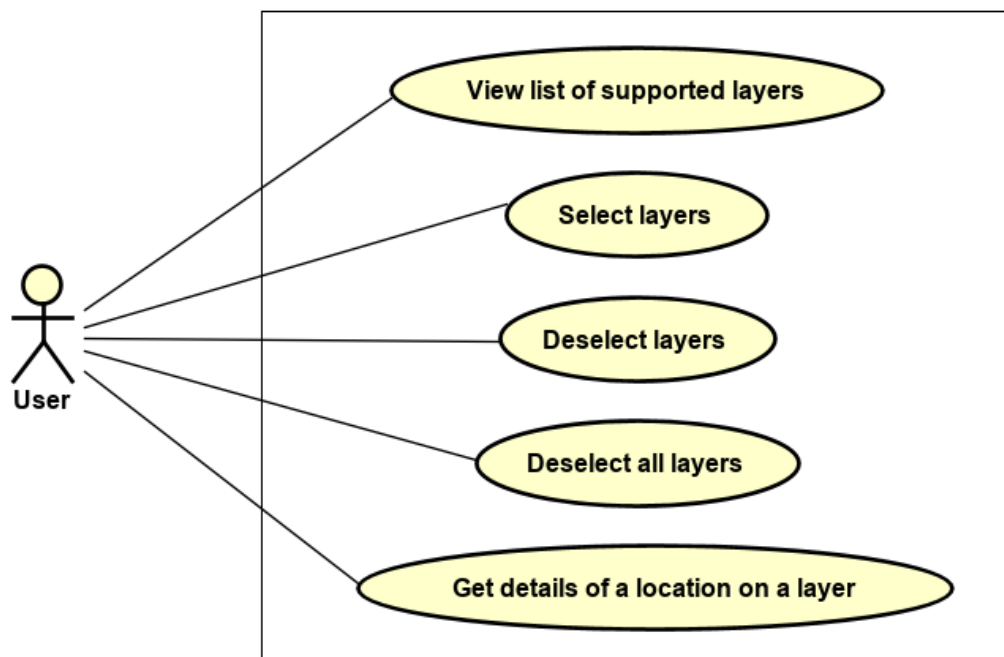 View list of supported layers
Select layers
Deselect layers
User
Deselect all layers
Get details of a location on a layer